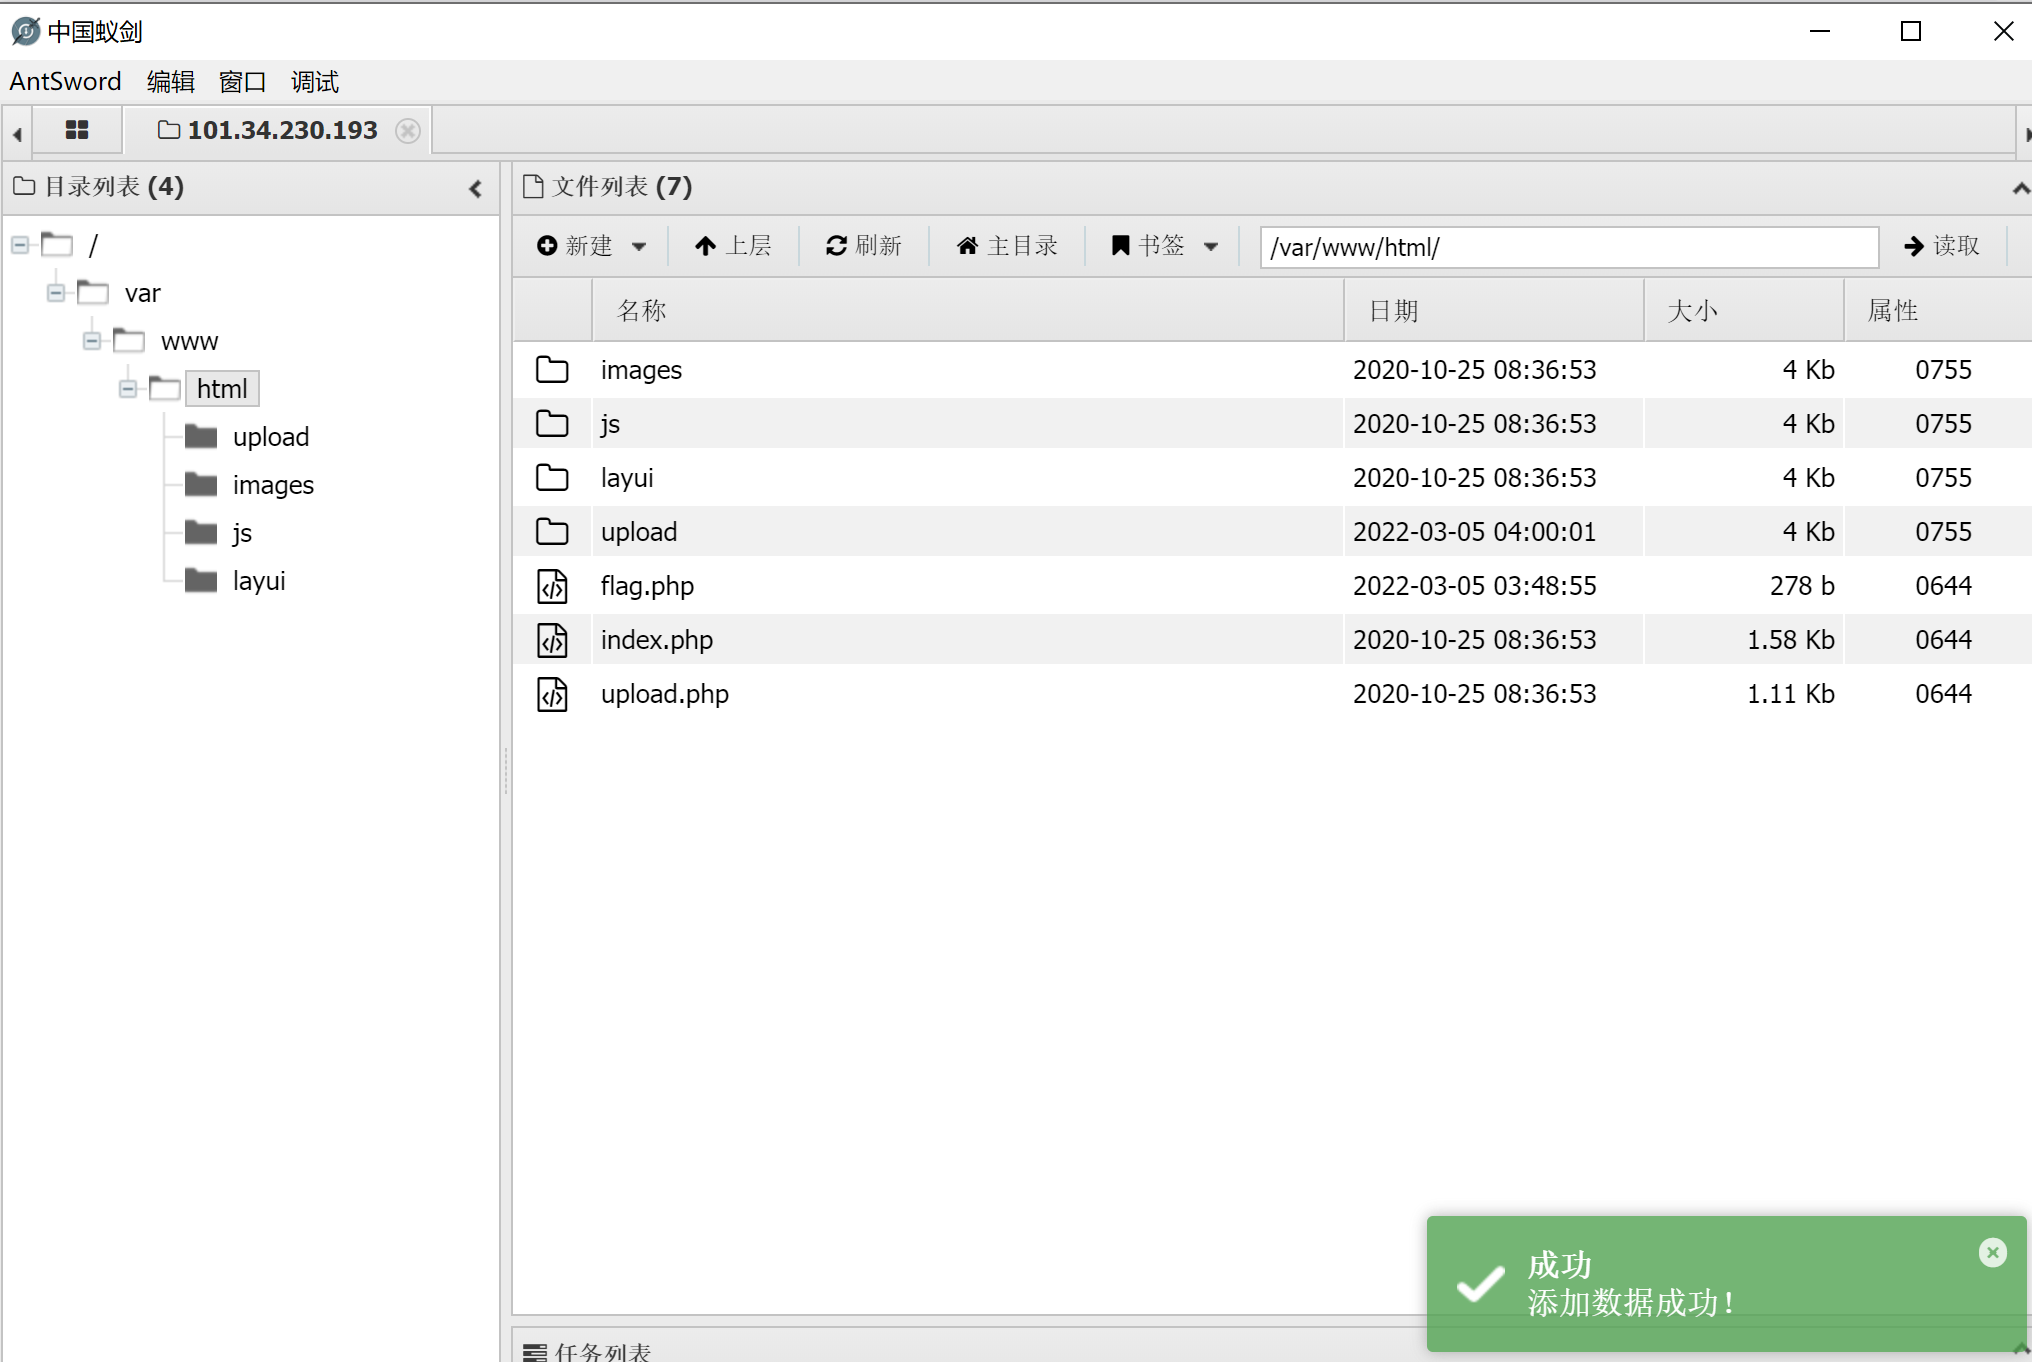 中国蚁剑
AntSword 编辑 窗口 调试
101.34.230.193
目录列表 (4)
/
var
www
html
upload
images
js
layui
文件列表 (7)
新建 上层 刷新 主目录 书签 /var/www/html/ 读取
名称 日期 大小 属性
images 2020-10-25 08:36:53 4 Kb 0755
js 2020-10-25 08:36:53 4 Kb 0755
layui 2020-10-25 08:36:53 4 Kb 0755
upload 2022-03-05 04:00:01 4 Kb 0755
flag.php 2022-03-05 03:48:55 278 b 0644
index.php 2020-10-25 08:36:53 1.58 Kb 0644
upload.php 2020-10-25 08:36:53 1.11 Kb 0644
成功
添加数据成功！
任务列表